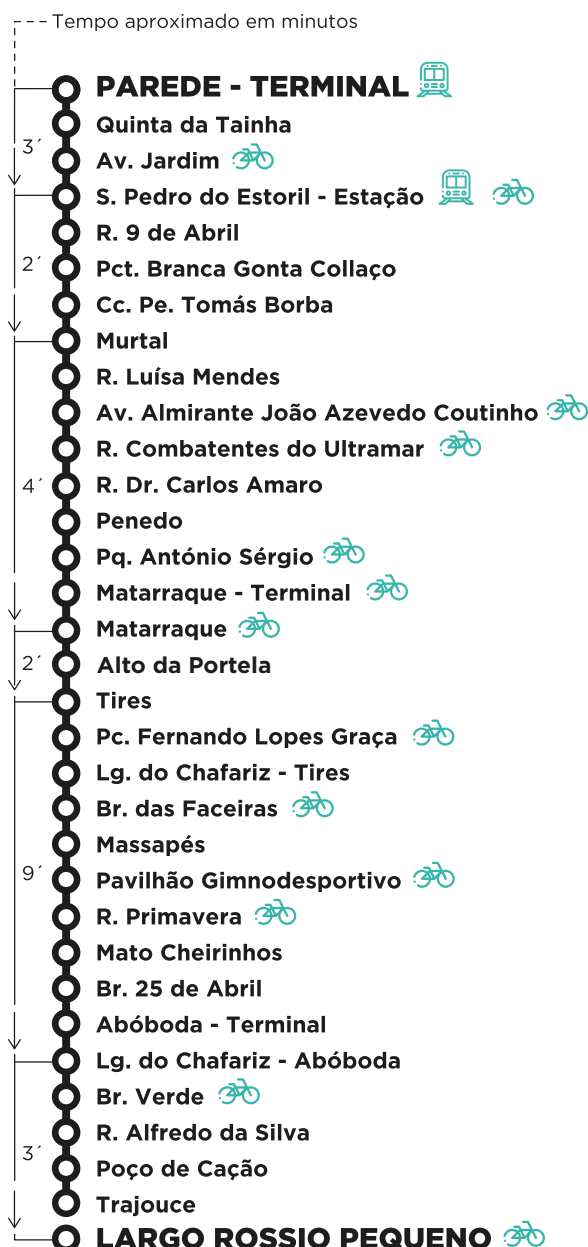 Tempo aproximado em minutos
PAREDE - TERMINAL
Quinta da Tainha
3´
Av. Jardim
S. Pedro do Estoril - Estação
R. 9 de Abril
2´
Pct. Branca Gonta Collaço
Cc. Pe. Tomás Borba
Murtal
R. Luísa Mendes
Av. Almirante João Azevedo Coutinho
R. Combatentes do Ultramar
4´
R. Dr. Carlos Amaro
Penedo
Pq. António Sérgio
Matarraque - Terminal
Matarraque
2´
Alto da Portela
Tires
Pc. Fernando Lopes Graça
Lg. do Chafariz - Tires
Br. das Faceiras
Massapés
9´
Pavilhão Gimnodesportivo
R. Primavera
Mato Cheirinhos
Br. 25 de Abril
Abóboda - Terminal
Lg. do Chafariz - Abóboda
Br. Verde
R. Alfredo da Silva
3´
Poço de Cação
Trajouce
LARGO ROSSIO PEQUENO